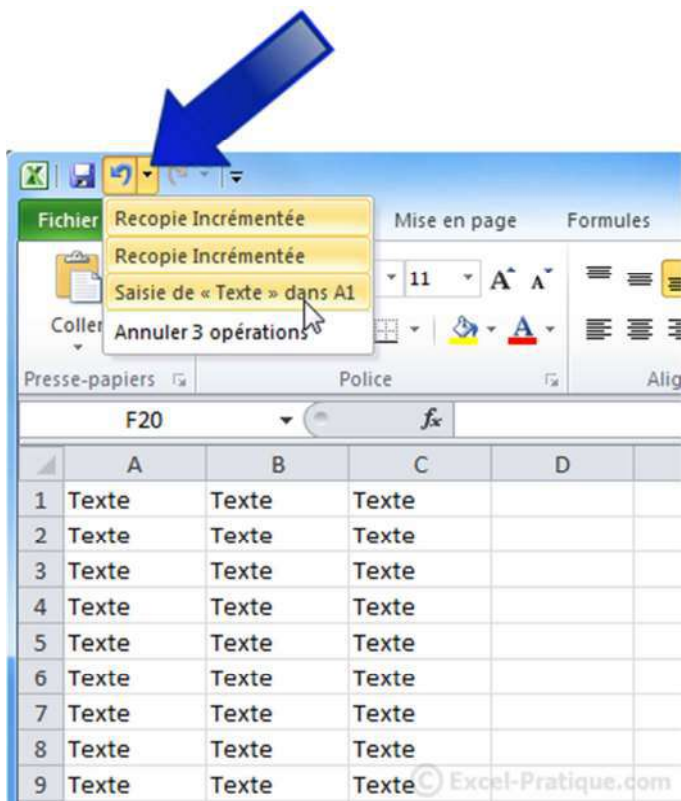 Fichier
Recopie Incrémentée
Mise en page
Formules
Recopie Incrémentée
Saisie de « Texte » dans A1
11
A A
Coller
Annuler 3 opérations
A
Presse-papiers
Police
F20
fx
A B C D
1 Texte Texte Texte
2 Texte Texte Texte
3 Texte Texte Texte
4 Texte Texte Texte
5 Texte Texte Texte
6 Texte Texte Texte
7 Texte Texte Texte
8 Texte Texte Texte
9 Texte Texte Texte
© Excel-Pratique.com